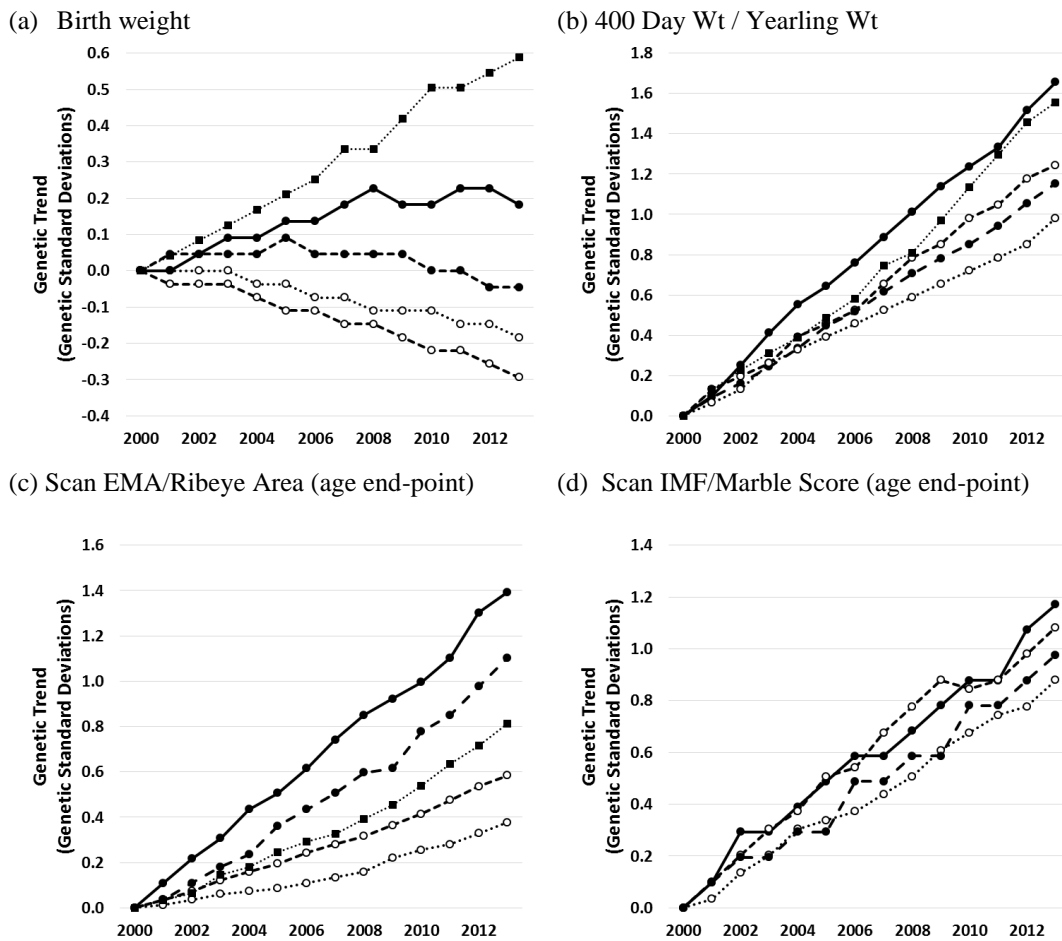 (a) Birth weight
0.6
0.5
0.4
0.3
0.2
0.1
0.0
-0.1
-0.2
-0.3
-0.4
Genetic Trend
(Genetic Standard Deviations)
2000 2002 2004 2006 2008 2010 2012
(b) 400 Day Wt / Yearling Wt
1.8
1.6
1.4
1.2
1.0
0.8
0.6
0.4
0.2
0.0
Genetic Trend
(Genetic Standard Deviations)
2000 2002 2004 2006 2008 2010 2012
(c) Scan EMA/Ribeye Area (age end-point)
1.6
1.4
1.2
1.0
0.8
0.6
0.4
0.2
0.0
Genetic Trend
(Genetic Standard Deviations)
2000 2002 2004 2006 2008 2010 2012
(d) Scan IMF/Marble Score (age end-point)
1.4
1.2
1.0
0.8
0.6
0.4
0.2
0.0
Genetic Trend
(Genetic Standard Deviations)
2000 2002 2004 2006 2008 2010 2012